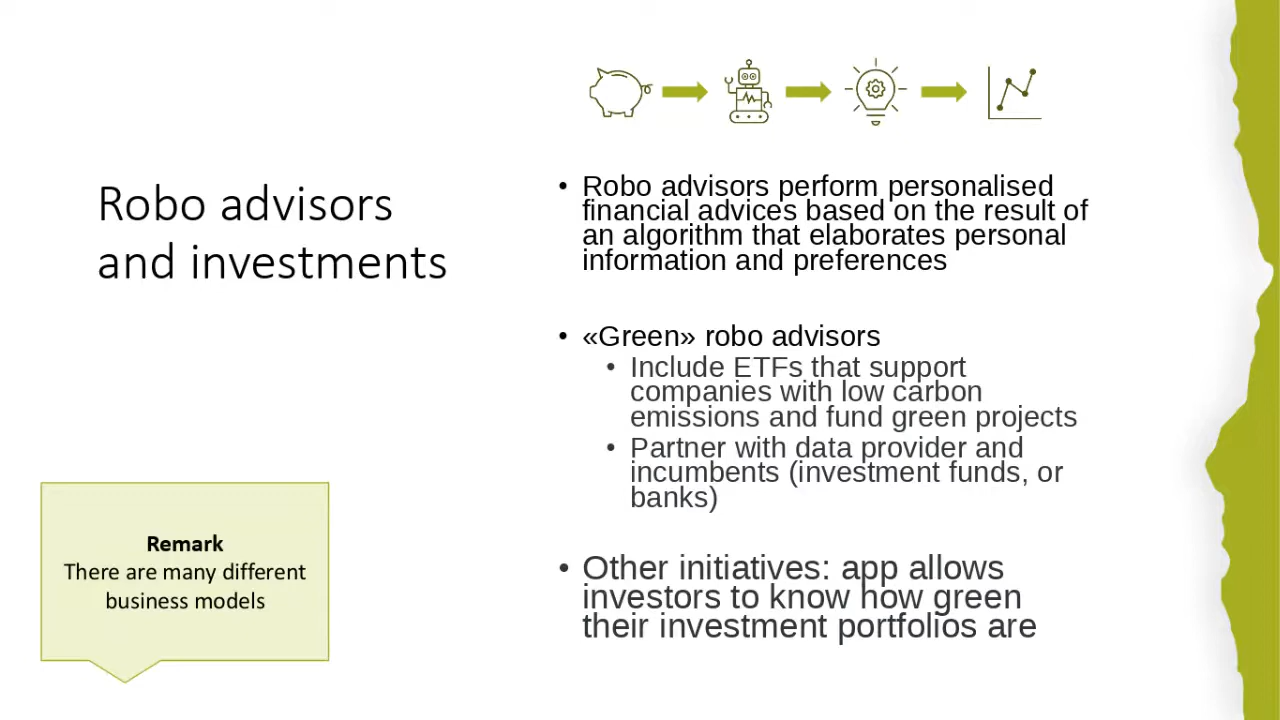 Robo advisors
and investments
• Robo advisors perform personalised
financial advices based on the result of
an algorithm that elaborates personal
information and preferences
• «Green» robo advisors
• Include ETFs that support
companies with low carbon
emissions and fund green projects
• Partner with data provider and
incumbents (investment funds, or
banks)
• Other initiatives: app allows
investors to know how green
their investment portfolios are
Remark
There are many different
business models